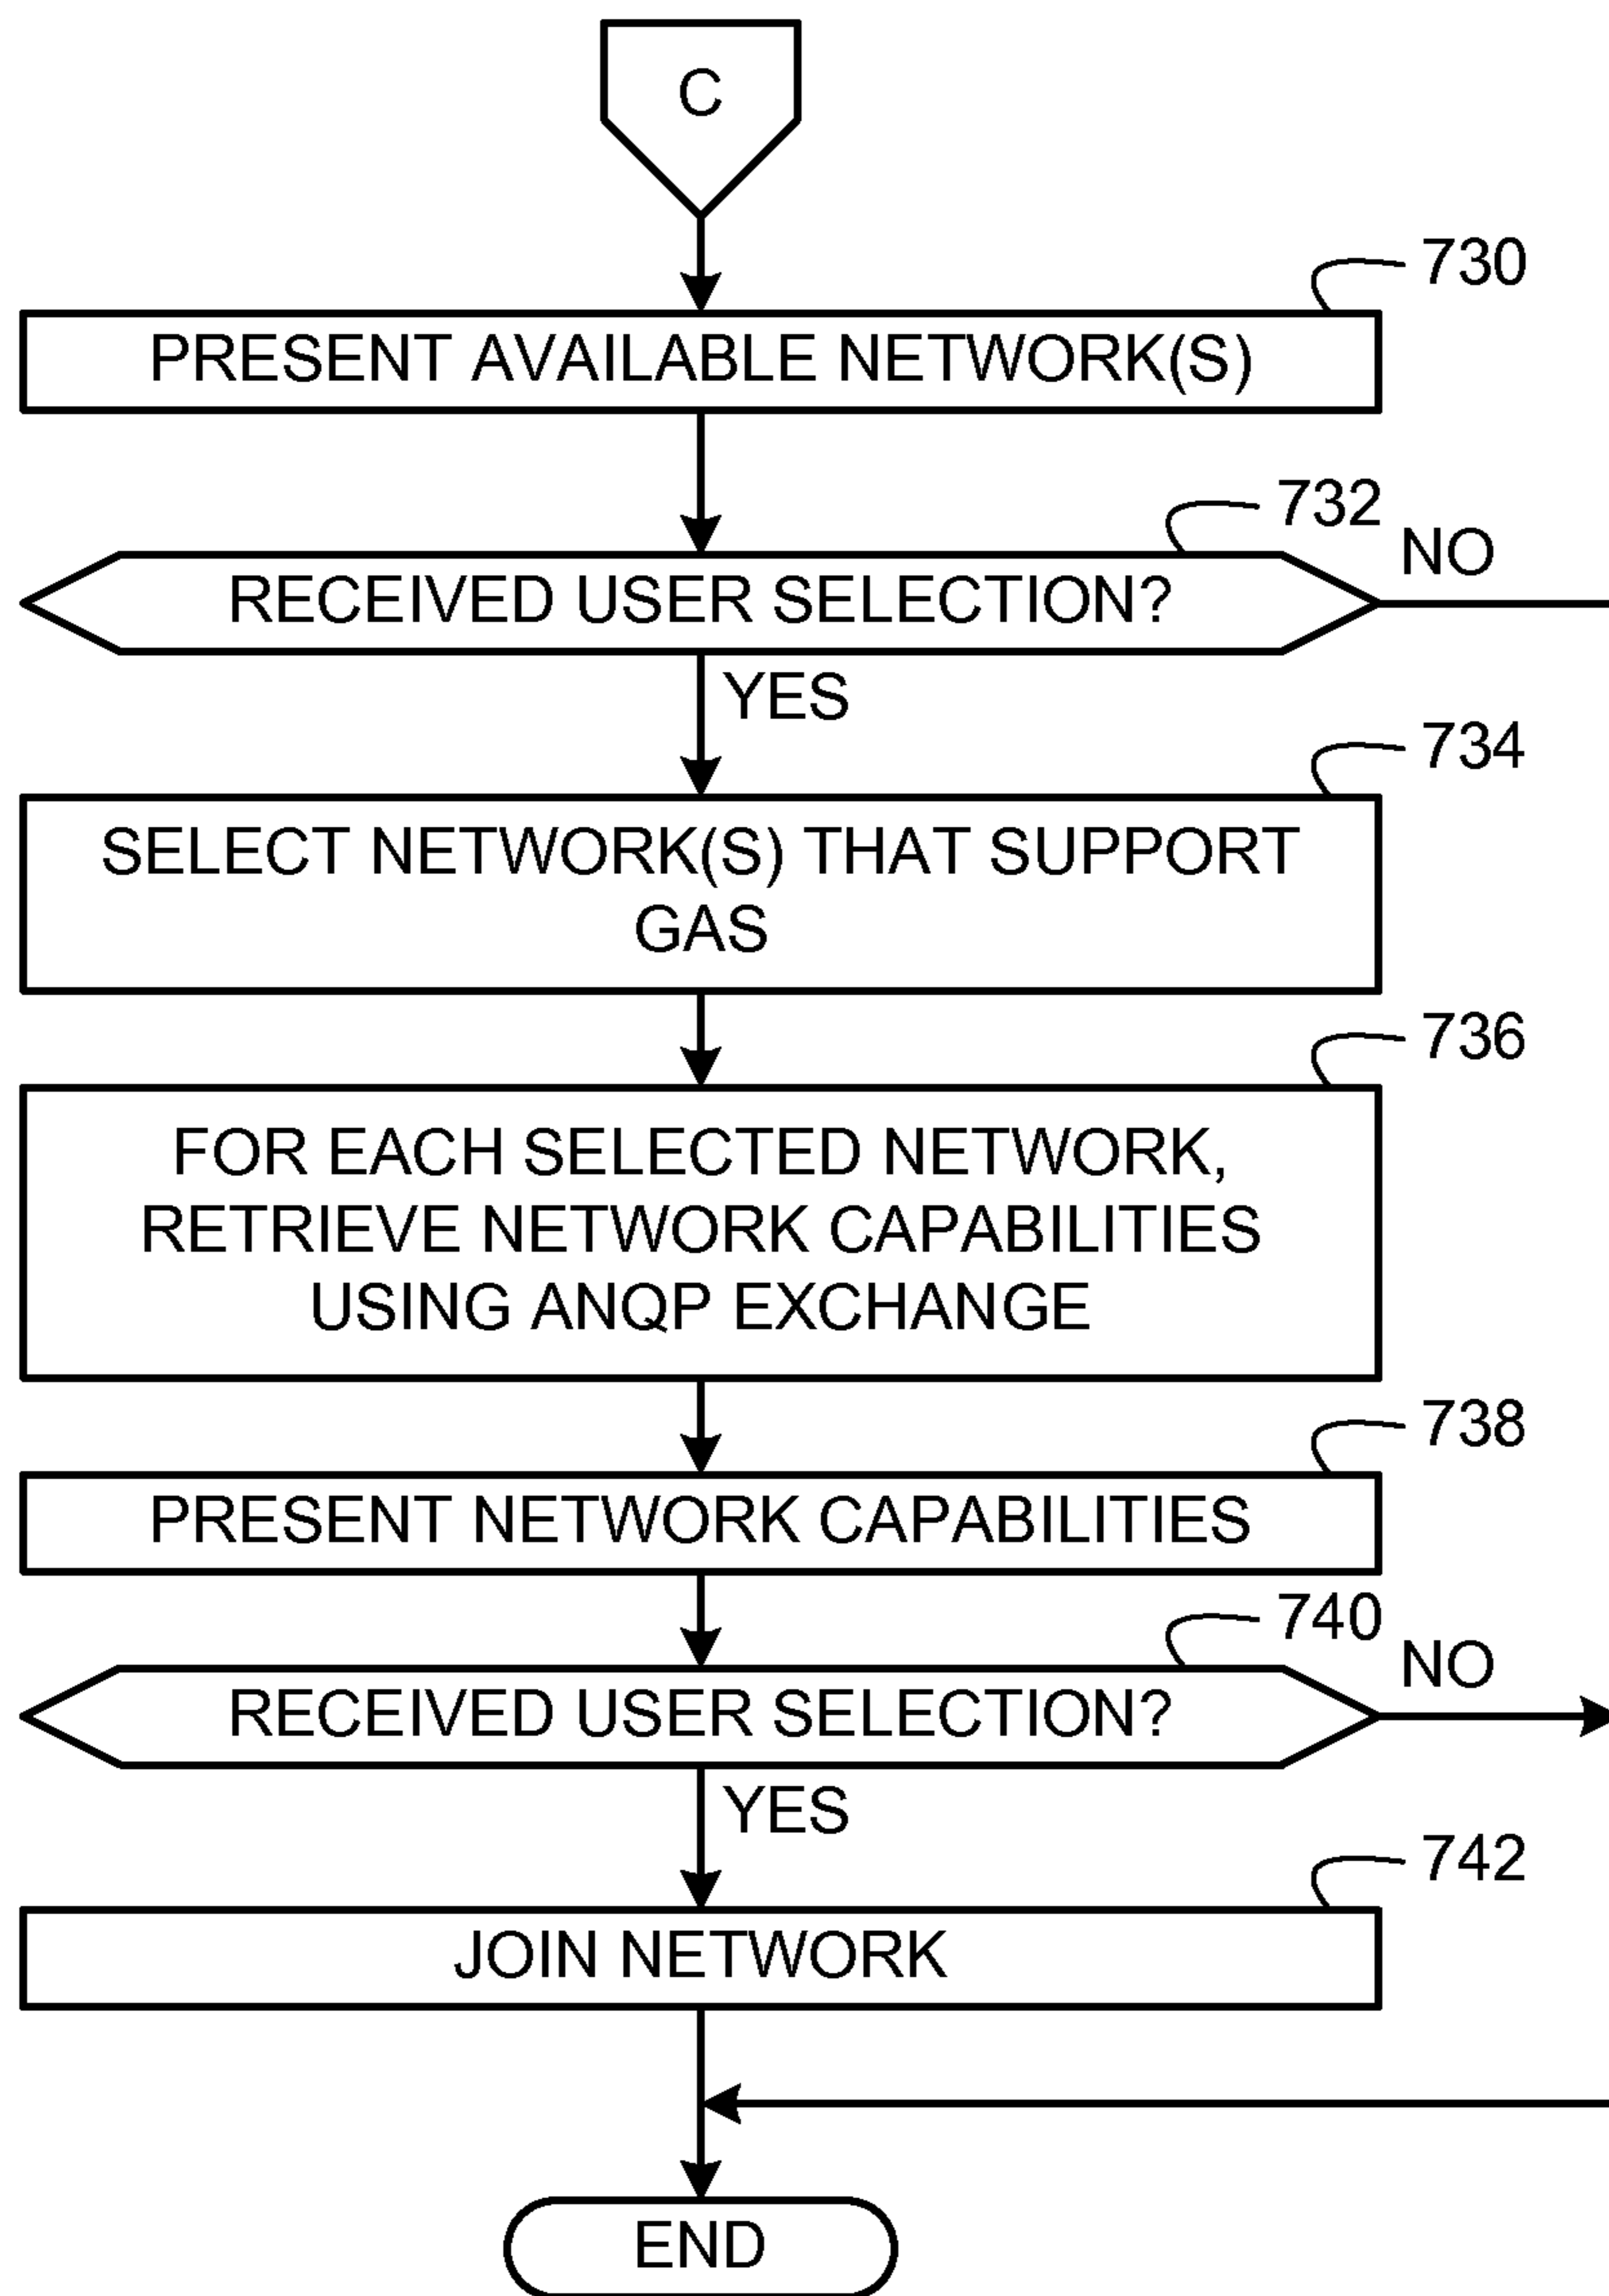 C
730
PRESENT AVAILABLE NETWORK(S)
732
RECEIVED USER SELECTION?
NO
YES
734
SELECT NETWORK(S) THAT SUPPORT
GAS
736
FOR EACH SELECTED NETWORK,
RETRIEVE NETWORK CAPABILITIES
USING ANQP EXCHANGE
738
PRESENT NETWORK CAPABILITIES
740
RECEIVED USER SELECTION?
NO
YES
742
JOIN NETWORK
END